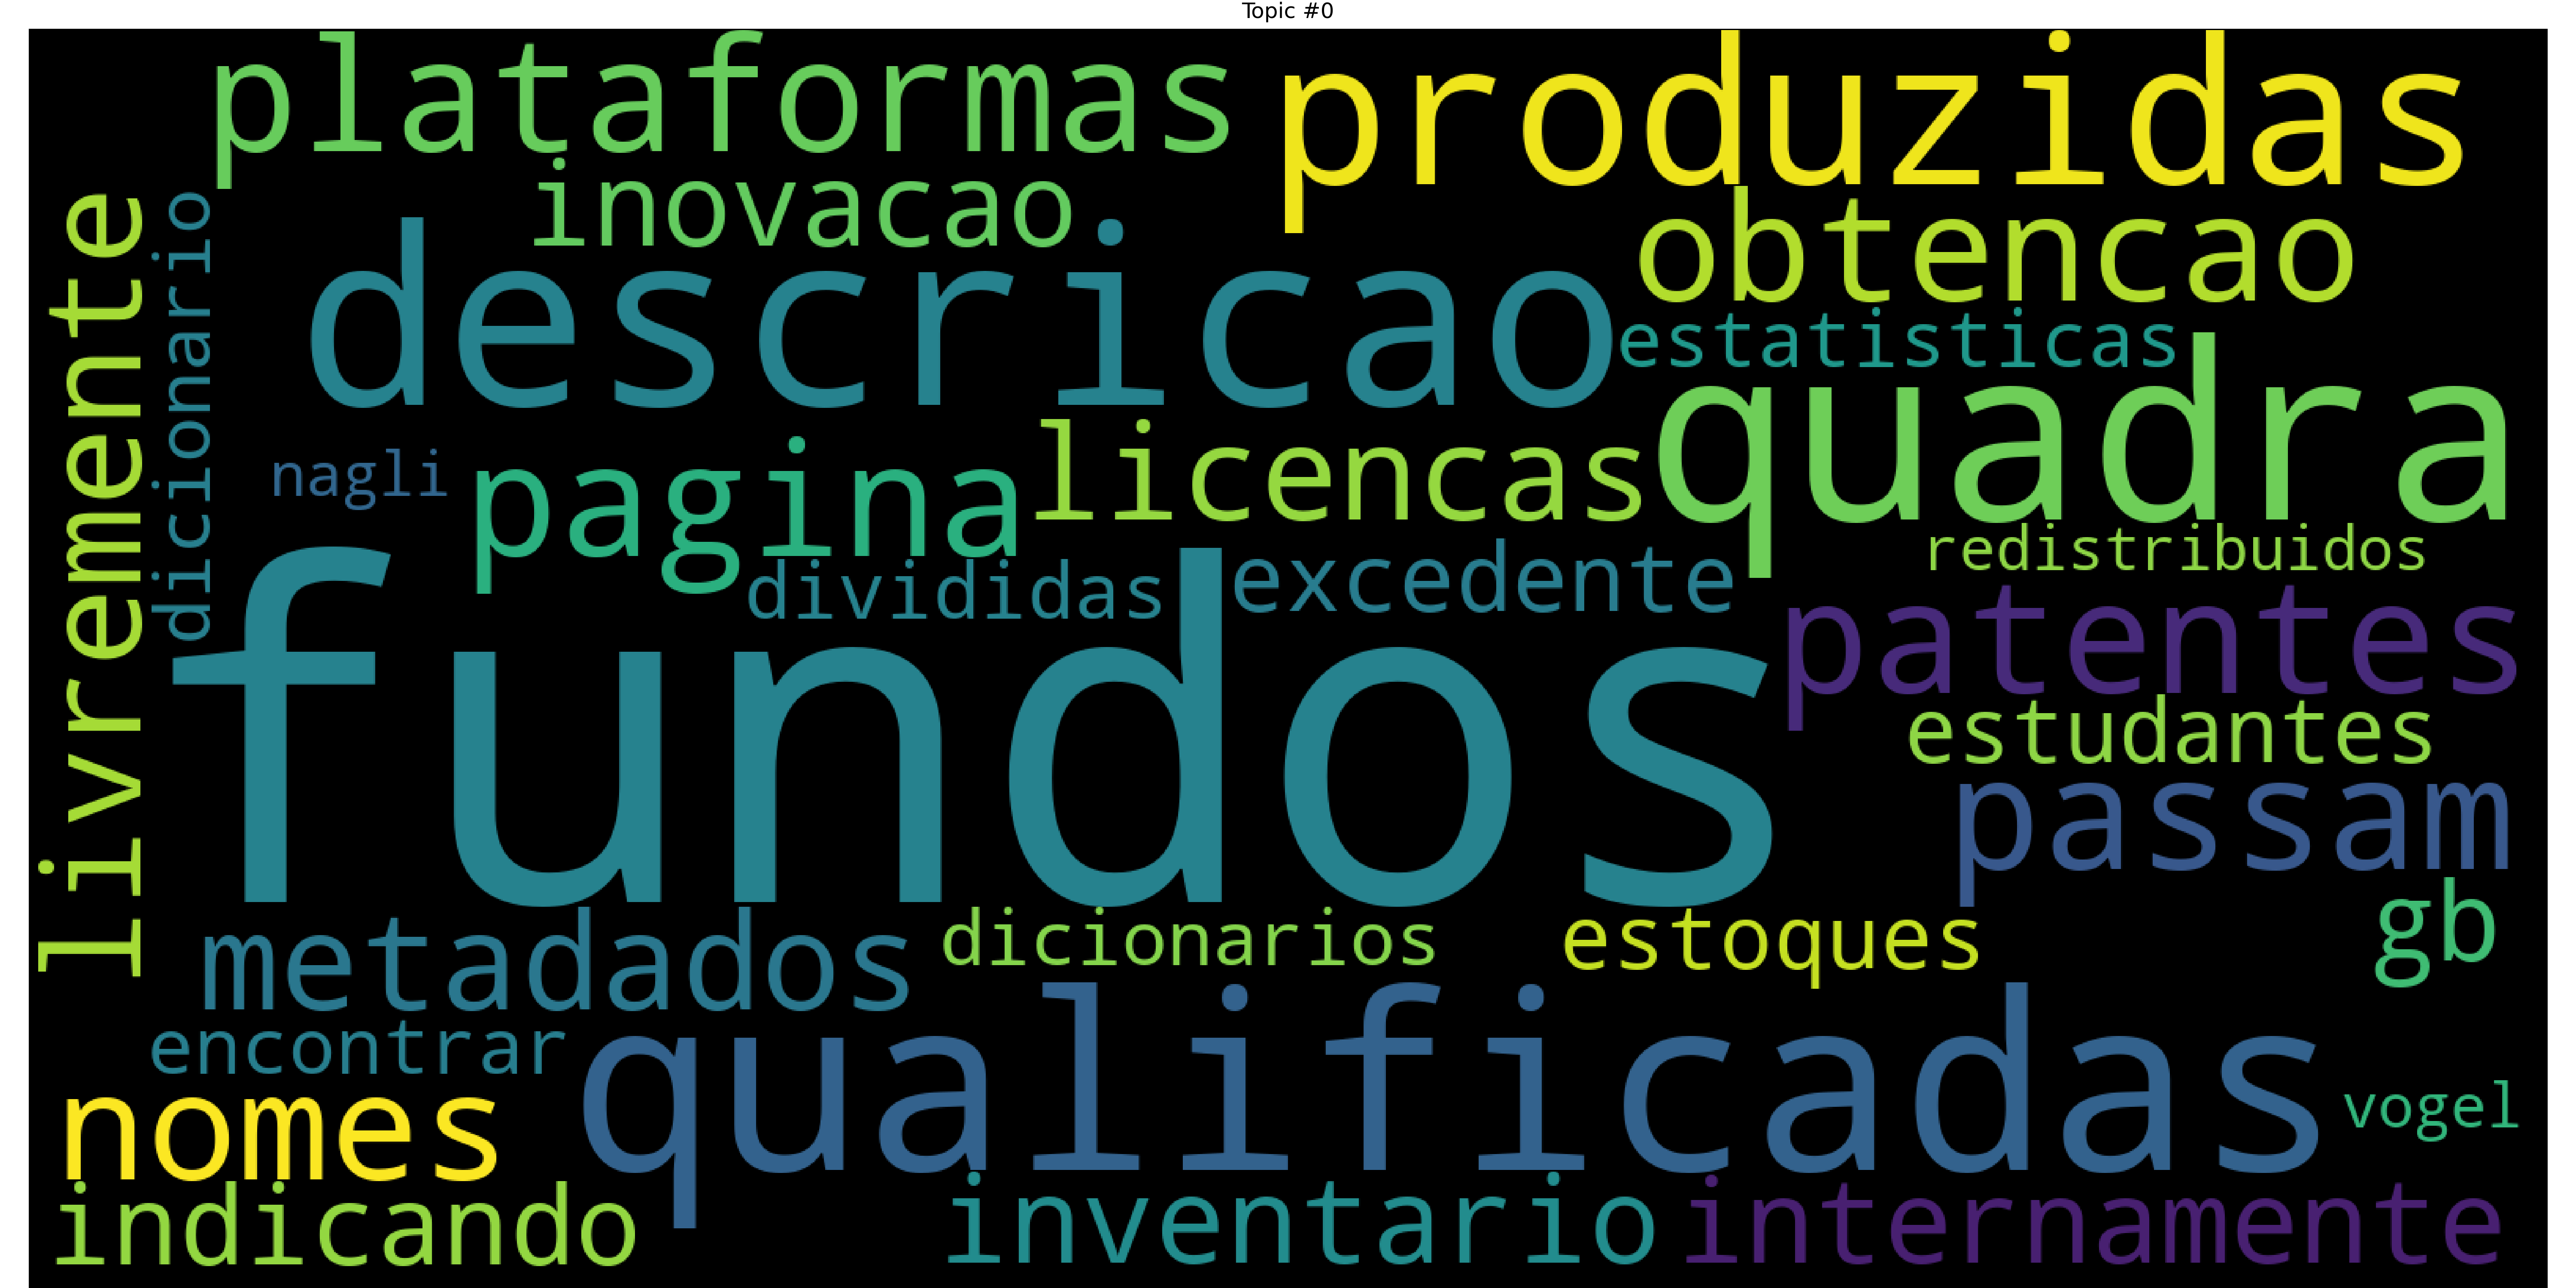 Topic #0
plataformas
produzidas
inovacao
obtencao
descricao
estatisticas
livremente
dicionario
quadra
licencas
pagina
nagli
redistribuidos
excedente
divididas
patentes
fundos
estudantes
passam
gb
metadados
dicionarios
estoques
encontrar
qualificadas
nomes
vogel
indicando
inventario
internamente